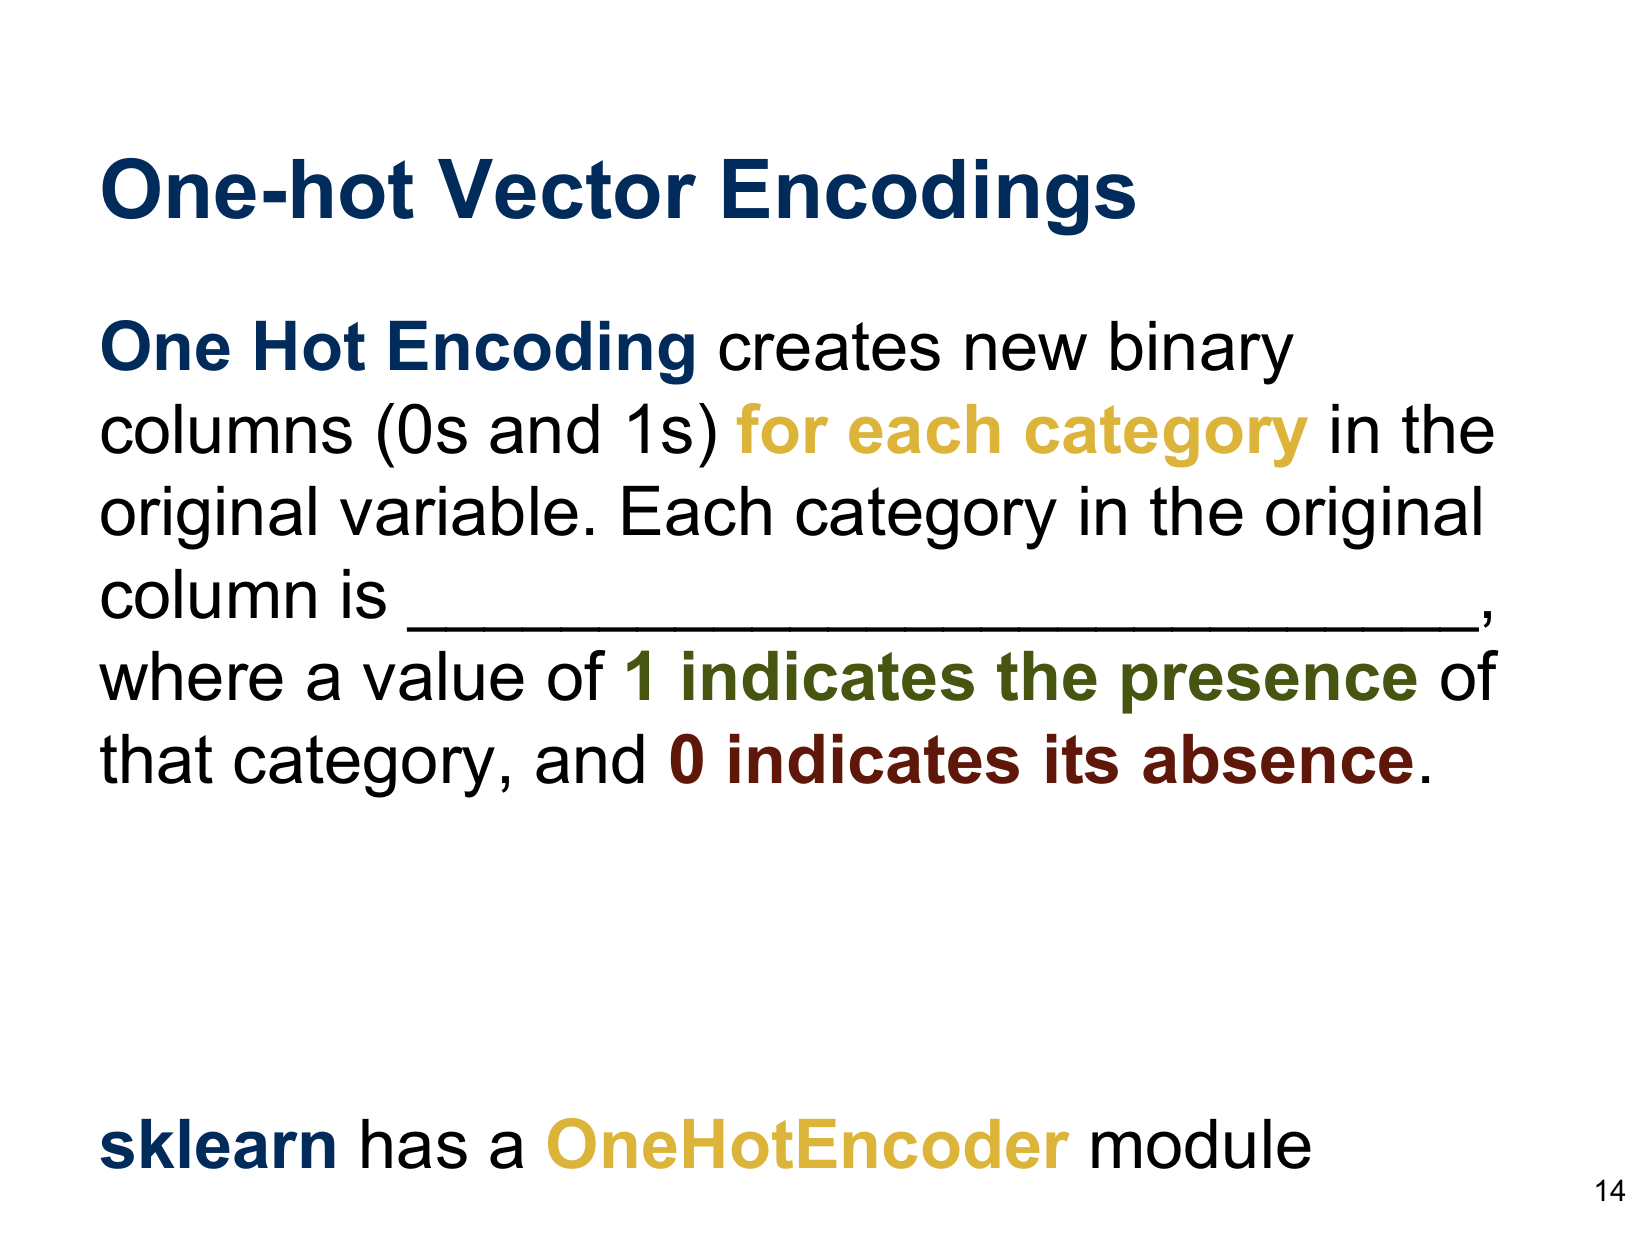 One-hot Vector Encodings
One Hot Encoding creates new binary
columns (0s and 1s) for each category in the
original variable. Each category in the original
column is ____________________________,
where a value of 1 indicates the presence of
that category, and 0 indicates its absence.
sklearn has a OneHotEncoder module
14